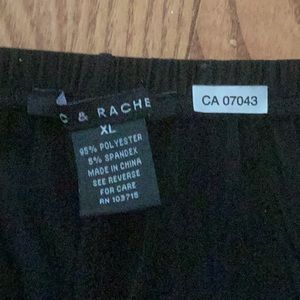 C & RACHE
XL
95% POLYESTER
5% SPANDEX
MADE IN CHINA
SEE REVERSE
FOR CARE
RN 103715
CA 07043